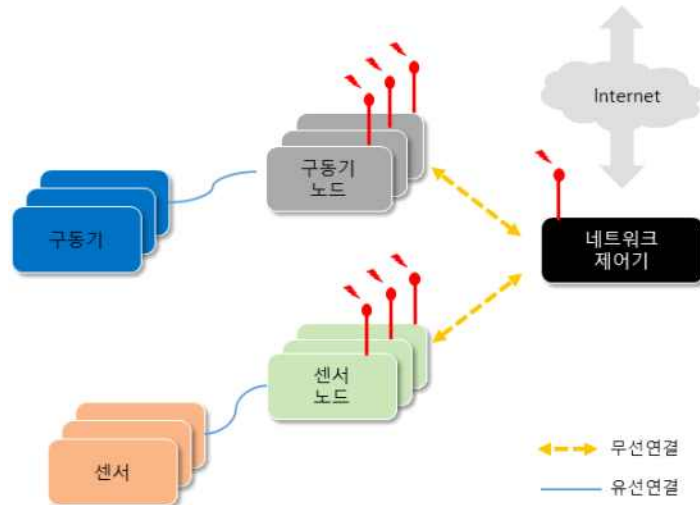 Internet
구동기
노드
구동기
네트워크
제어기
센서
노드
센서
무선연결
유선연결